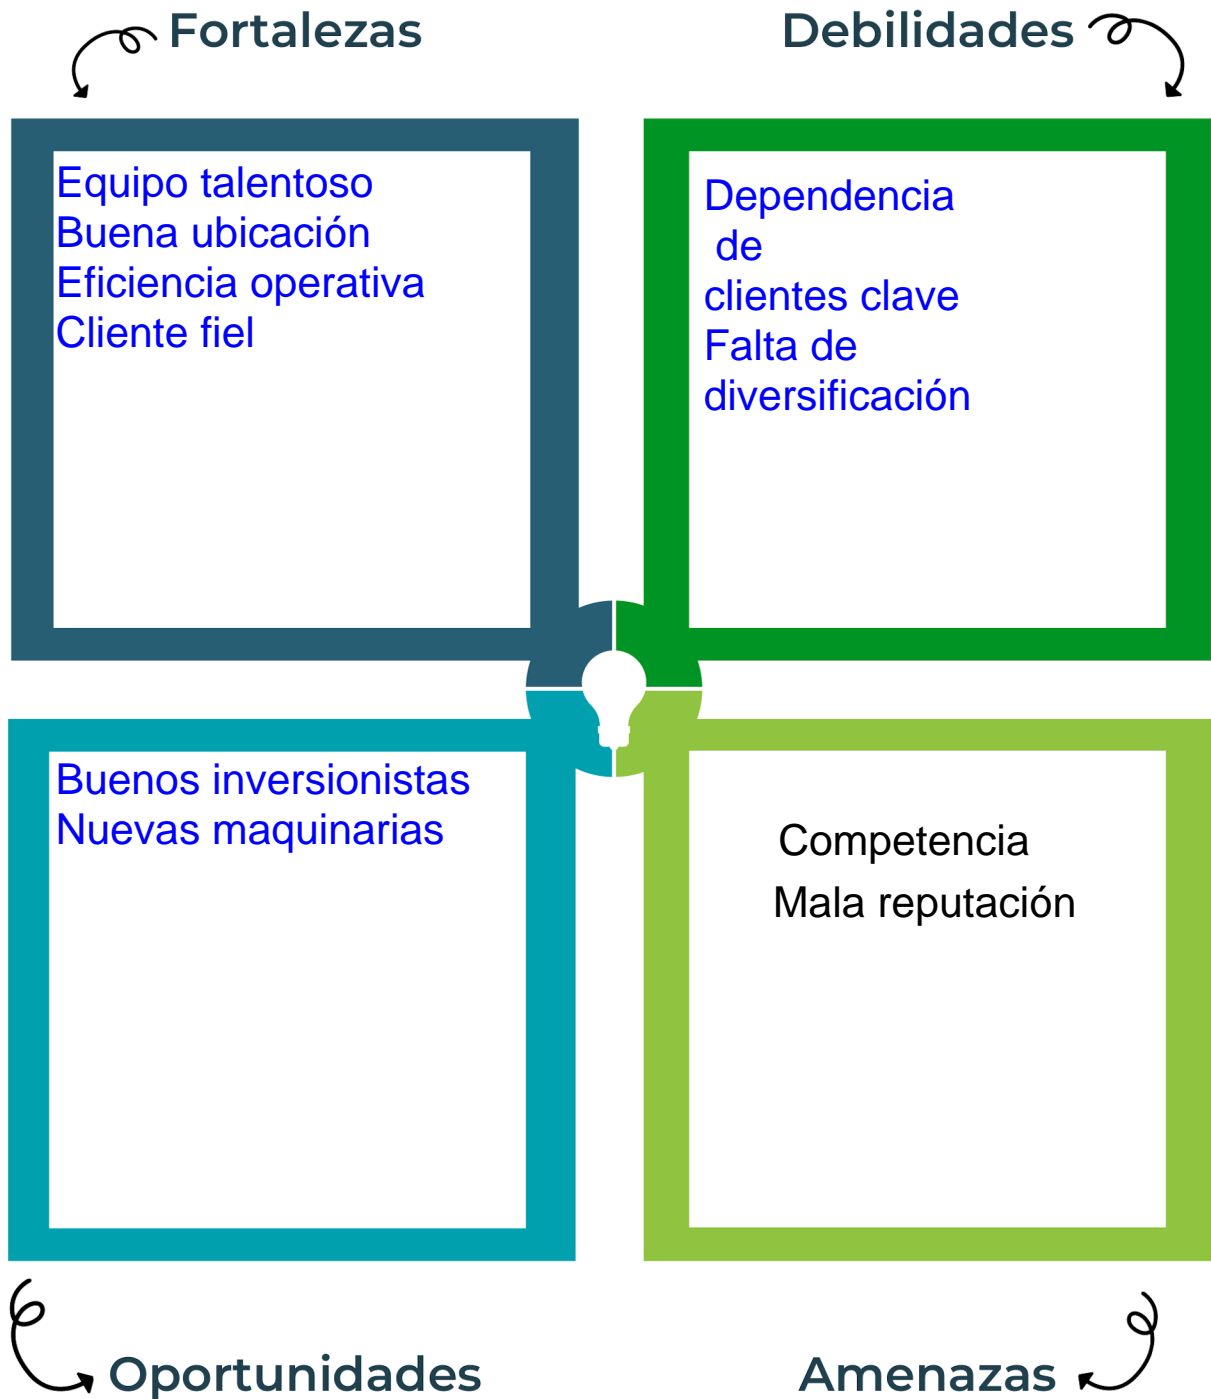 Fortalezas
Equipo talentoso
Buena ubicación
Eficiencia operativa
Cliente fiel
Debilidades
Dependencia
de
clientes clave
Falta de
diversificación
Buenos inversionistas
Nuevas maquinarias
Oportunidades
Competencia
Mala reputación
Amenazas